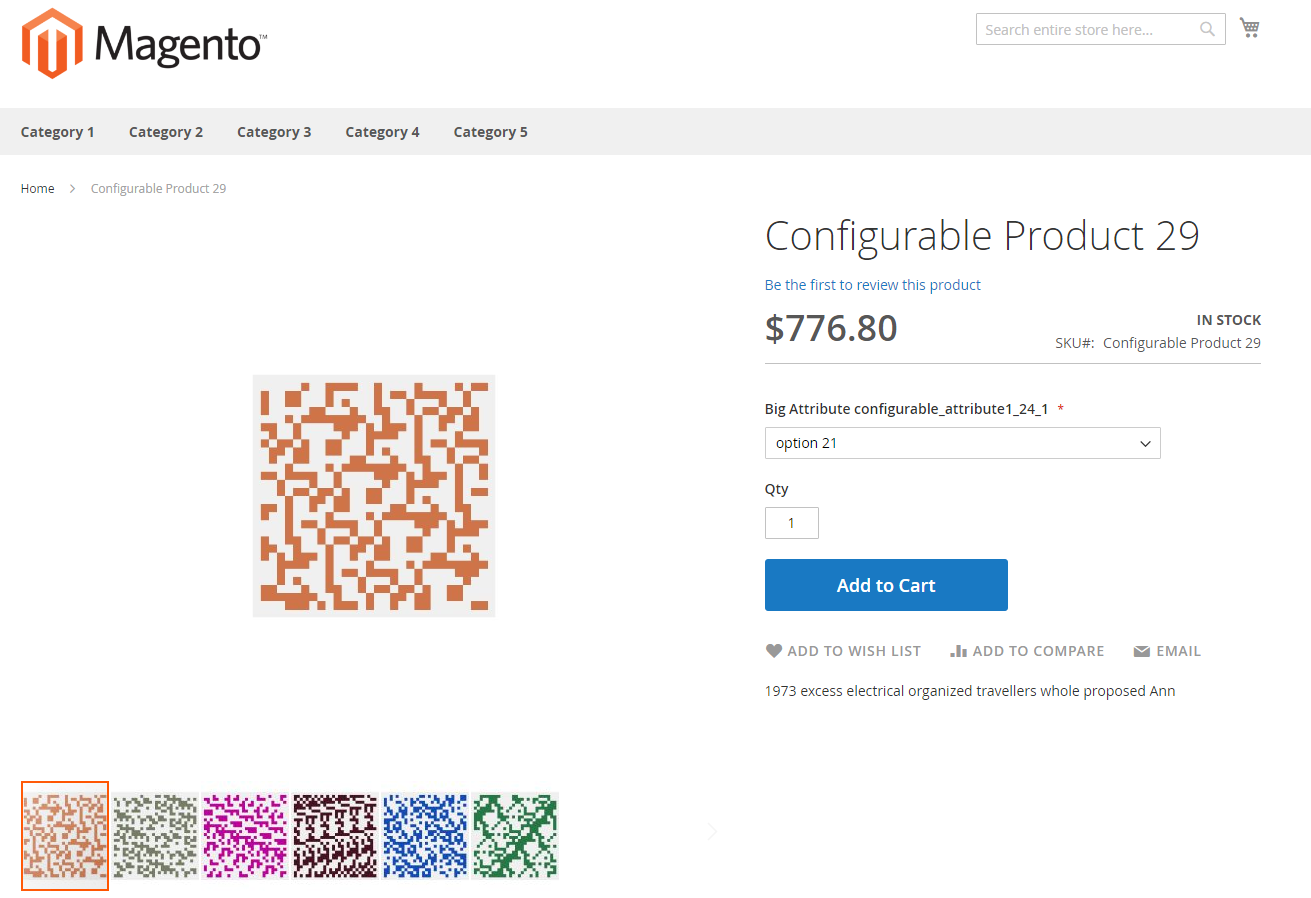 Magento™
Search entire store here...
Category 1 Category 2 Category 3 Category 4 Category 5
Home > Configurable Product 29
Configurable Product 29
Be the first to review this product
$776.80
IN STOCK
SKU#: Configurable Product 29
Big Attribute configurable_attribute1_24_1 *
option 21
Qty
1
Add to Cart
ADD TO WISH LIST ADD TO COMPARE EMAIL
1973 excess electrical organized travellers whole proposed Ann